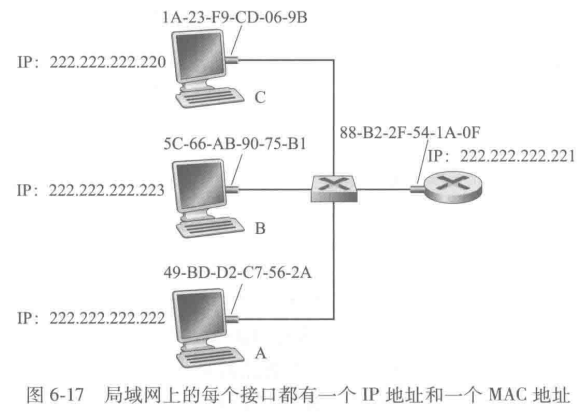 1A-23-F9-CD-06-9B
IP：222.222.222.220
C
88-B2-2F-54-1A-0F
IP：222.222.222.221
5C-66-AB-90-75-B1
IP：222.222.222.223
B
49-BD-D2-C7-56-2A
IP：222.222.222.222
A
图 6-17 局域网上的每个接口都有一个 IP 地址和一个 MAC 地址